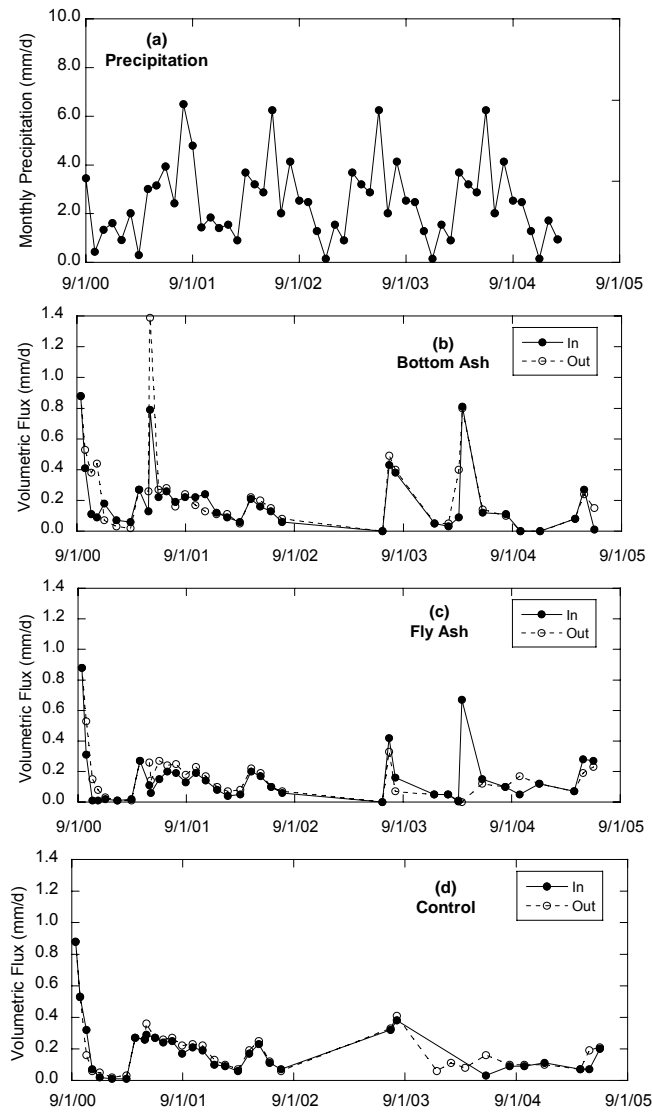 (a)
Precipitation
Monthly Precipitation (mm/d)
10.0
8.0
6.0
4.0
2.0
0.0
9/1/00 9/1/01 9/1/02 9/1/03 9/1/04 9/1/05
(b)
Bottom Ash
In
Out
Volumetric Flux (mm/d)
1.4
1.2
1.0
0.8
0.6
0.4
0.2
0.0
9/1/00 9/1/01 9/1/02 9/1/03 9/1/04 9/1/05
(c)
Fly Ash
In
Out
Volumetric Flux (mm/d)
1.4
1.2
1.0
0.8
0.6
0.4
0.2
0.0
9/1/00 9/1/01 9/1/02 9/1/03 9/1/04 9/1/05
(d)
Control
In
Out
Volumetric Flux (mm/d)
1.4
1.2
1.0
0.8
0.6
0.4
0.2
0.0
9/1/00 9/1/01 9/1/02 9/1/03 9/1/04 9/1/05